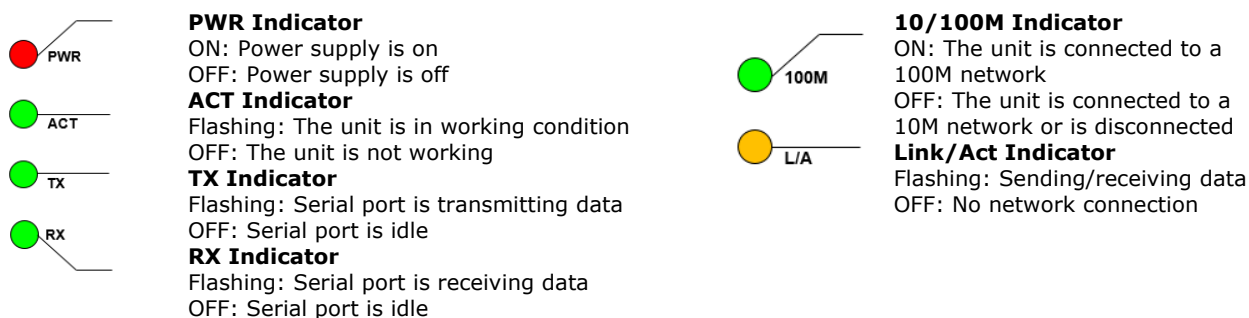 PWR
PWR Indicator
ON: Power supply is on
OFF: Power supply is off
ACT
ACT Indicator
Flashing: The unit is in working condition
OFF: The unit is not working
TX
TX Indicator
Flashing: Serial port is transmitting data
OFF: Serial port is idle
RX
RX Indicator
Flashing: Serial port is receiving data
OFF: Serial port is idle
100M
10/100M Indicator
ON: The unit is connected to a
100M network
OFF: The unit is connected to a
10M network or is disconnected
L/A
Link/Act Indicator
Flashing: Sending/receiving data
OFF: No network connection